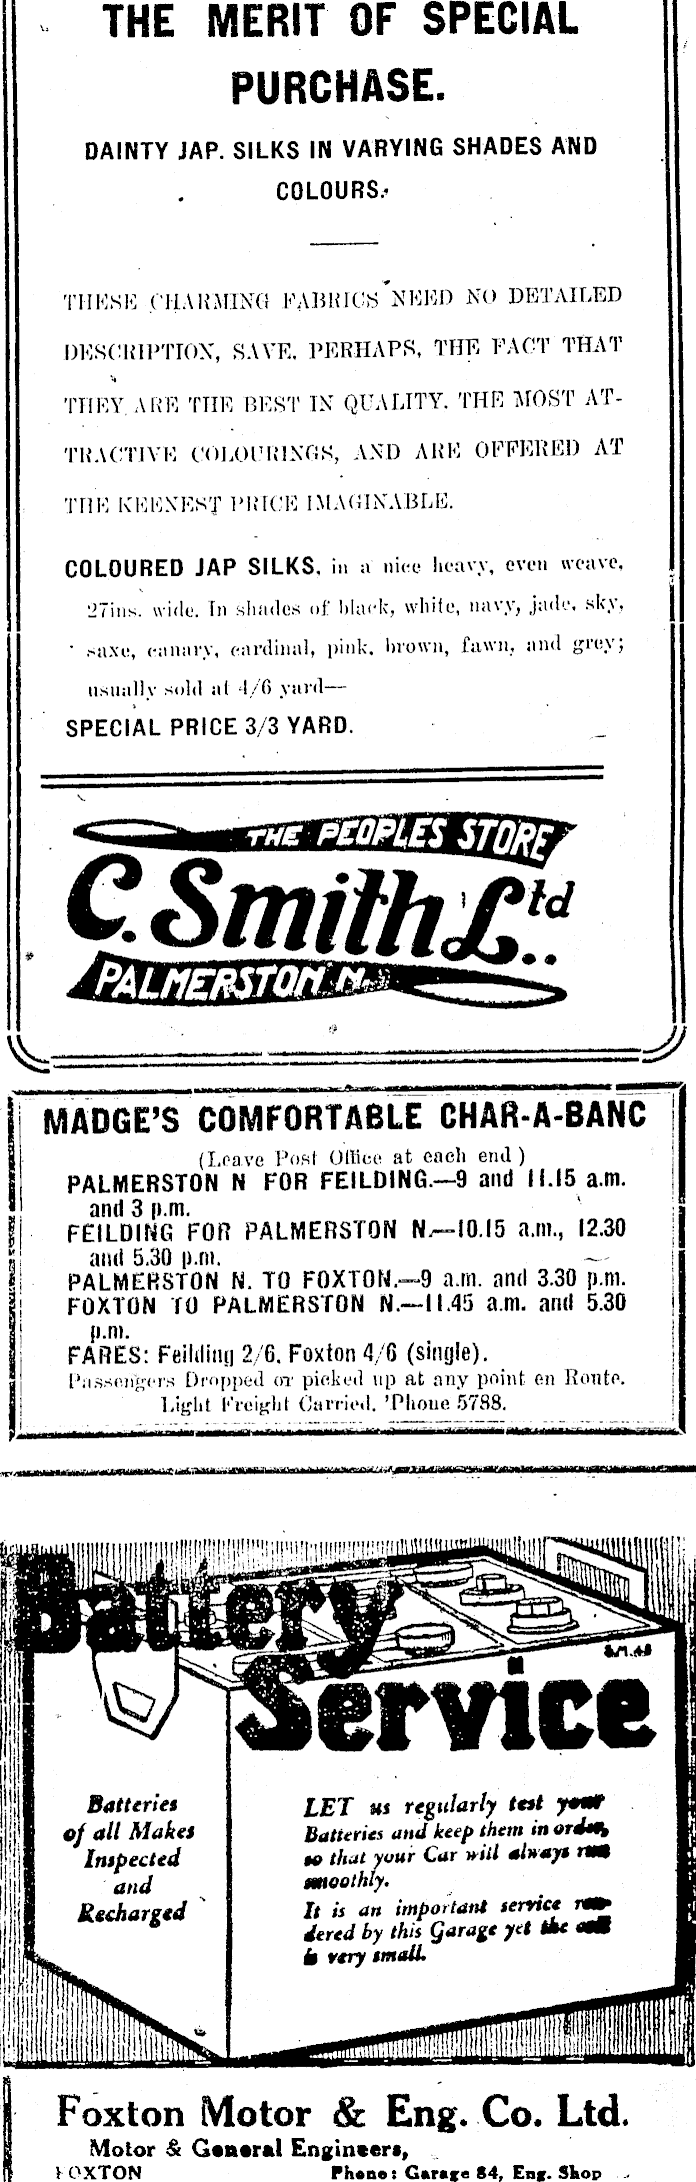 THE MERIT OF SPECIAL
PURCHASE.
DAINTY JAP. SILKS IN VARYING SHADES AND
COLOURS.
THESE CHARMING FABRICS NEED NO DETAILED
DESCRIPTION, SAVE, PERHAPS, THE FACT THAT
THEY ARE THE BEST IN QUALITY, THE MOST AT-
TRACTIVE COLOURINGS, AND ARE OFFERED AT
THE KEENEST PRICE IMAGINABLE.
COLOURED JAP SILKS, in a nice heavy, even weave,
27ins. wide. In shades of black, white, navy, jade, sky,
saxe, canary, cardinal, pink, brown, fawn, and grey;
usually sold at 4/6 yard—
SPECIAL PRICE 3/3 YARD.
THE PEOPLES STORE
C. Smith Ltd..
PALMERSTON N.
MADGE'S COMFORTABLE CHAR-A-BANC
(Leave Post Office at each end)
PALMERSTON N FOR FEILDING.—9 and 11.15 a.m.
and 3 p.m.
FEILDING FOR PALMERSTON N.—10.15 a.m., 12.30
and 5.30 p.m.
PALMERSTON N. TO FOXTON.—9 a.m. and 3.30 p.m.
FOXTON TO PALMERSTON N.—11.45 a.m. and 5.30
p.m.
FARES: Feilding 2/6, Foxton 4/6 (single).
Passengers Dropped or picked up at any point en Route.
Light Freight Carried. 'Phone 5788.
Battery
Service
S.M.48
Batteries
of all Makes
Inspected
and
Recharged
LET us regularly test your
Batteries and keep them in order,
so that your Car will always run
smoothly.
It is an important service ren-
dered by this Garage yet the cost
is very small.
Foxton Motor & Eng. Co. Ltd.
Motor & General Engineers,
FOXTON Phone: Garage 84, Eng. Shop